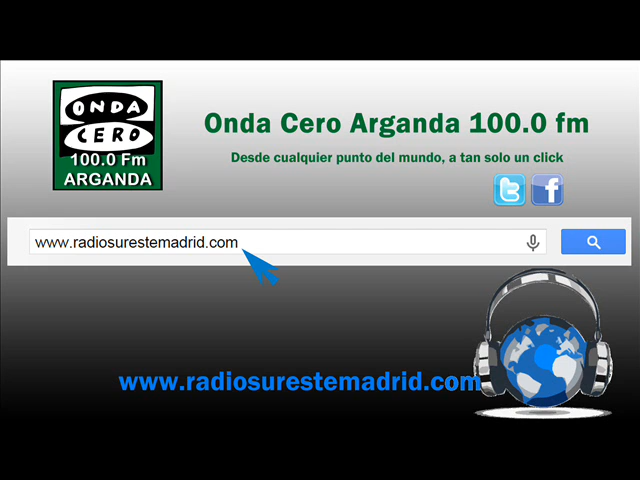 ONDA
CERO
100.0 Fm
ARGANDA
Onda Cero Arganda 100.0 fm
Desde cualquier punto del mundo, a tan solo un click
www.radiosurestemadrid.com
www.radiosurestemadrid.com